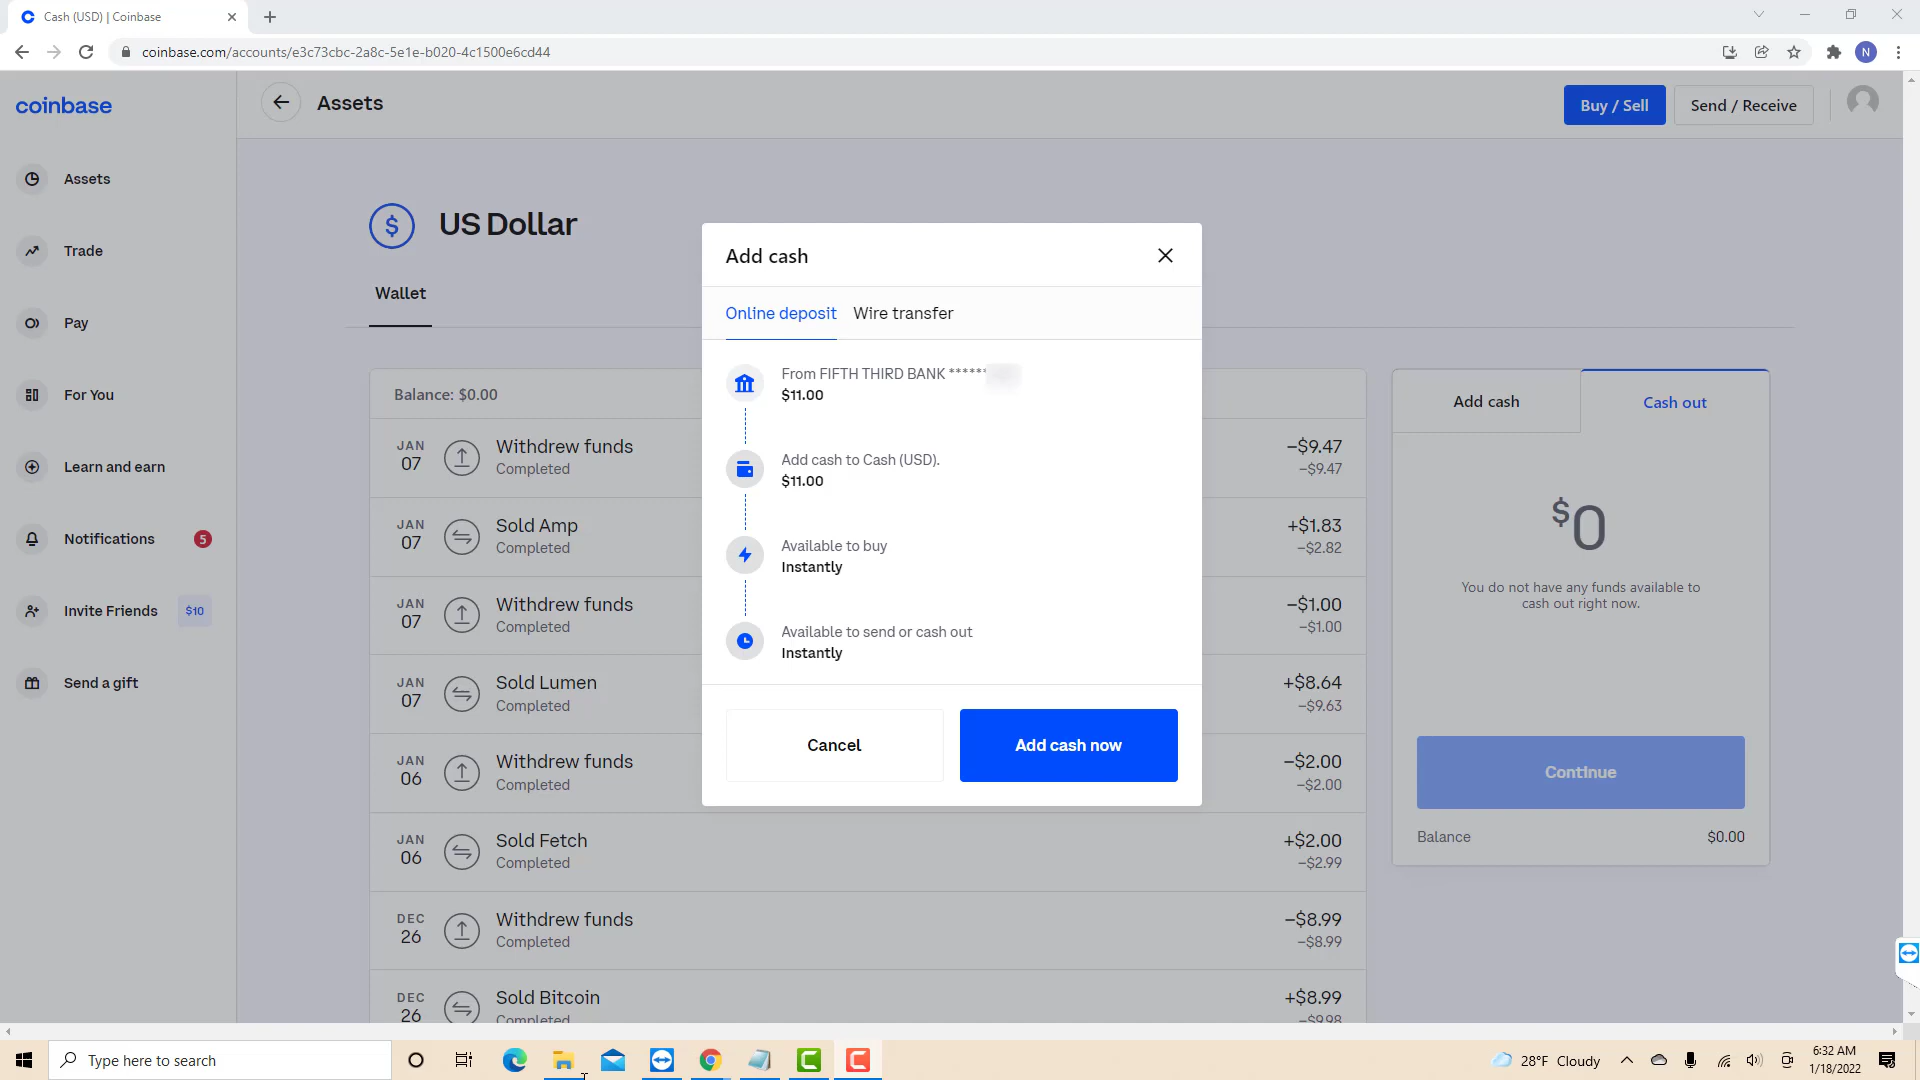 Cash (USD) | Coinbase
coinbase.com/accounts/e3c73cbc-2a8c-5e1e-b020-4c1500e6cd44
N
coinbase
Assets
Buy / Sell
Send / Receive
Assets
Trade
Pay
For You
Learn and earn
Notifications
5
Invite Friends
$10
Send a gift
$
US Dollar
Wallet
Balance: $0.00
JAN
07
Withdrew funds
Completed
-$9.47
-$9.47
JAN
07
Sold Amp
Completed
+$1.83
-$2.82
JAN
07
Withdrew funds
Completed
-$1.00
-$1.00
JAN
07
Sold Lumen
Completed
+$8.64
-$9.63
JAN
06
Withdrew funds
Completed
-$2.00
-$2.00
JAN
06
Sold Fetch
Completed
+$2.00
-$2.99
DEC
26
Withdrew funds
Completed
-$8.99
-$8.99
DEC
26
Sold Bitcoin
Completed
+$8.99
-$9.98
Add cash
Online deposit
Wire transfer
From FIFTH THIRD BANK ******
$11.00
Add cash to Cash (USD).
$11.00
Available to buy
Instantly
Available to send or cash out
Instantly
Cancel
Add cash now
Add cash
Cash out
$0
You do not have any funds available to
cash out right now.
Continue
Balance
$0.00
Type here to search
28°F Cloudy
6:32 AM
1/18/2022